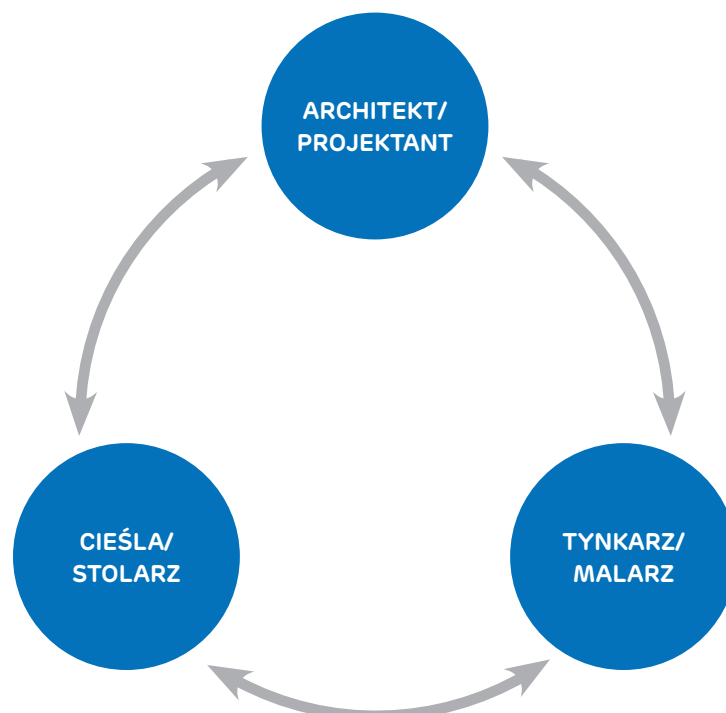 ARCHITEKT/
PROJEKTANT
CIEŚLA/
STOLARZ
TYNKARZ/
MALARZ